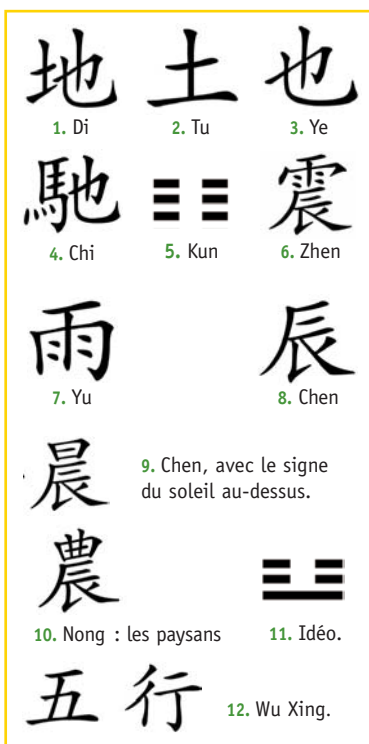 地 土 也
1. Di 2. Tu 3. Ye
馳 ☷ 震
4. Chi 5. Kun 6. Zhen
雨 辰
7. Yu 8. Chen
晨
9. Chen, avec le signe
du soleil au-dessus.
農 ☳
10. Nong : les paysans 11. Idéo.
五 行 12. Wu Xing.